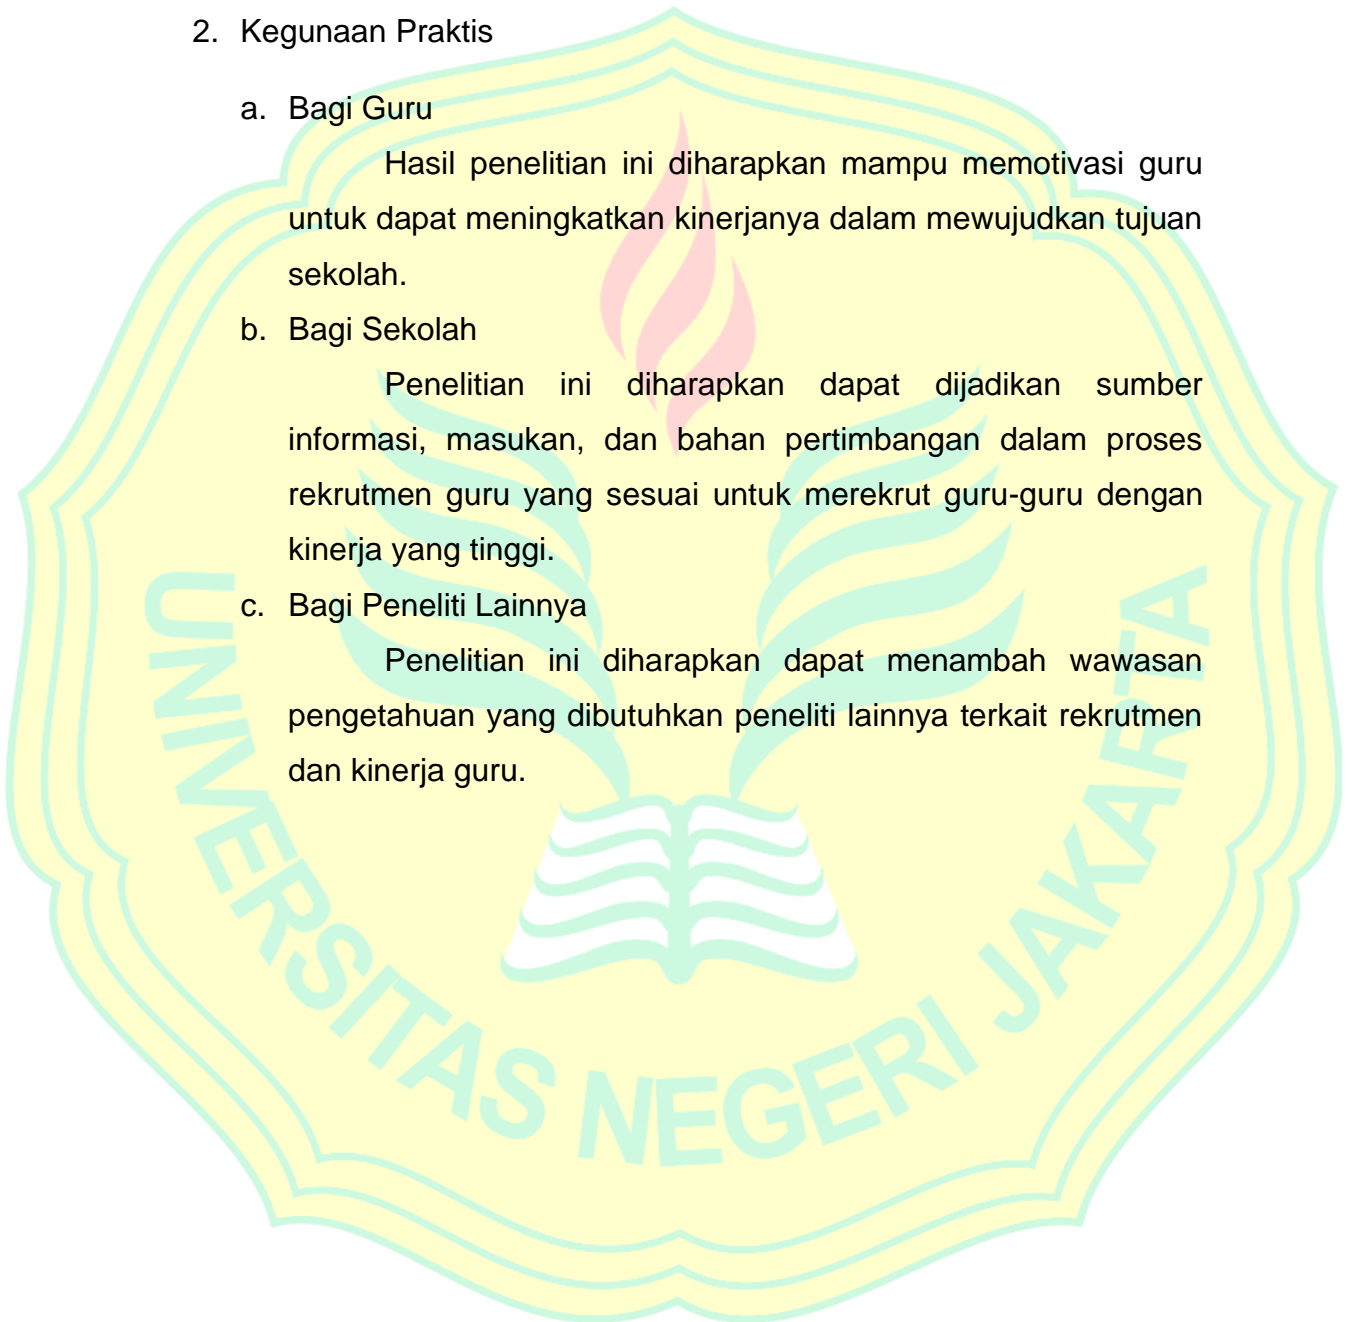 2. Kegunaan Praktis
a. Bagi Guru
Hasil penelitian ini diharapkan mampu memotivasi guru
untuk dapat meningkatkan kinerjanya dalam mewujudkan tujuan
sekolah.
b. Bagi Sekolah
Penelitian ini diharapkan dapat dijadikan sumber
informasi, masukan, dan bahan pertimbangan dalam proses
rekrutmen guru yang sesuai untuk merekrut guru-guru dengan
kinerja yang tinggi.
c. Bagi Peneliti Lainnya
Penelitian ini diharapkan dapat menambah wawasan
pengetahuan yang dibutuhkan peneliti lainnya terkait rekrutmen
dan kinerja guru.
UNIVERSITAS NEGERI JAKARTA